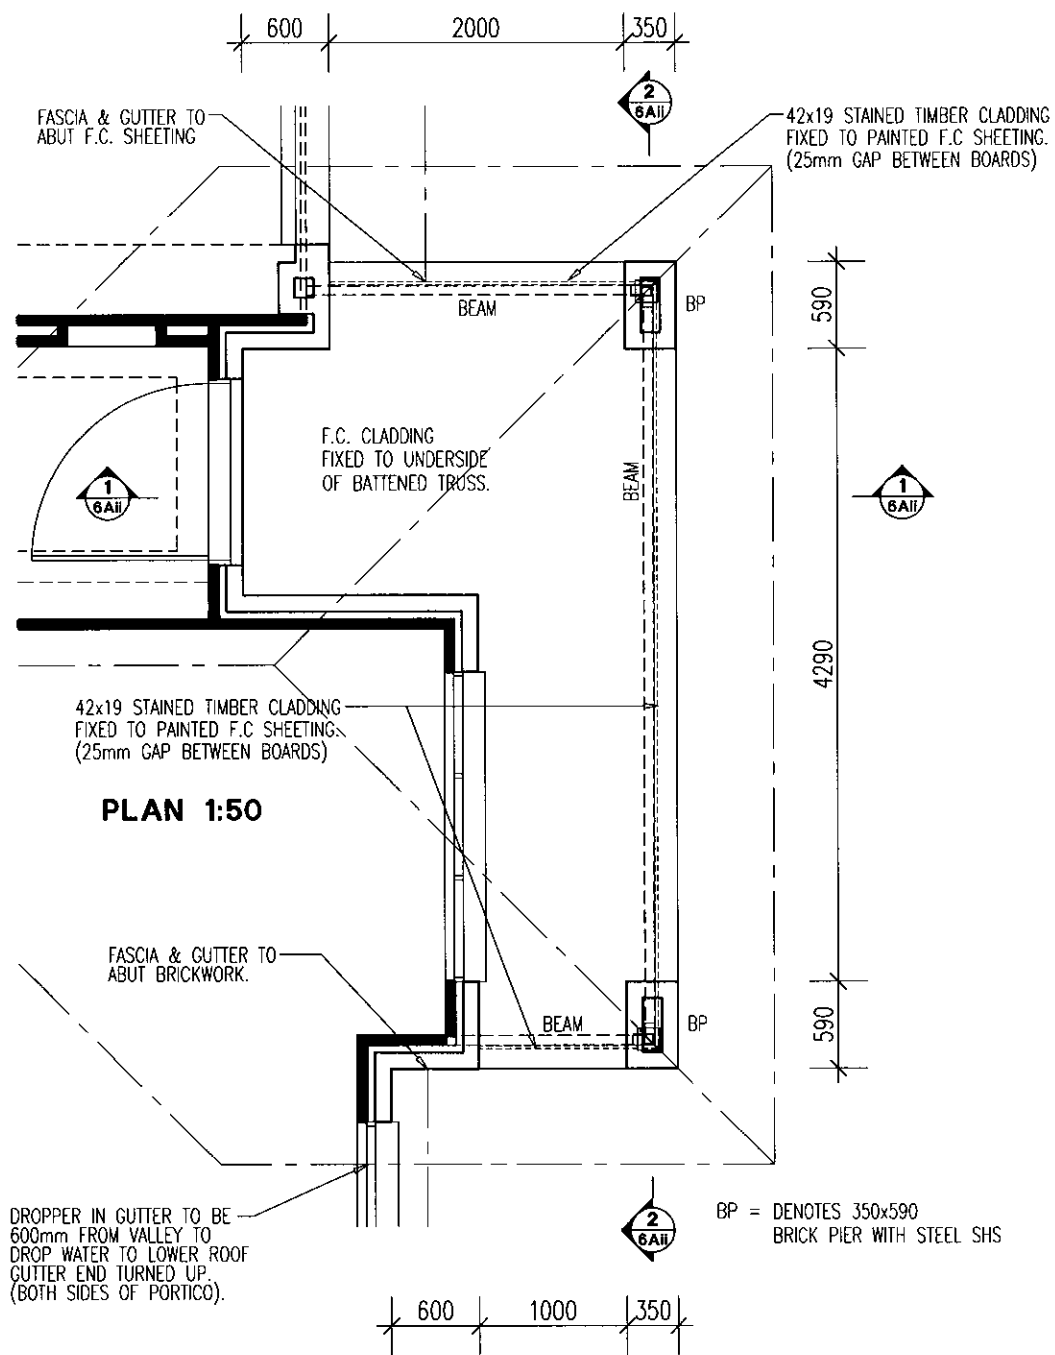 600
2000
350
2
6Aii
FASCIA & GUTTER TO
ABUT F.C. SHEETING
42x19 STAINED TIMBER CLADDING
FIXED TO PAINTED F.C SHEETING.
(25mm GAP BETWEEN BOARDS)
BEAM
BP
590
F.C. CLADDING
FIXED TO UNDERSIDE
OF BATTENED TRUSS.
BEAM
1
6Aii
1
6Aii
4290
42x19 STAINED TIMBER CLADDING
FIXED TO PAINTED F.C SHEETING.
(25mm GAP BETWEEN BOARDS)
PLAN 1:50
FASCIA & GUTTER TO
ABUT BRICKWORK.
BEAM
BP
590
DROPPER IN GUTTER TO BE
600mm FROM VALLEY TO
DROP WATER TO LOWER ROOF
GUTTER END TURNED UP.
(BOTH SIDES OF PORTICO).
2
6Aii
BP = DENOTES 350x590
BRICK PIER WITH STEEL SHS
600
1000
350